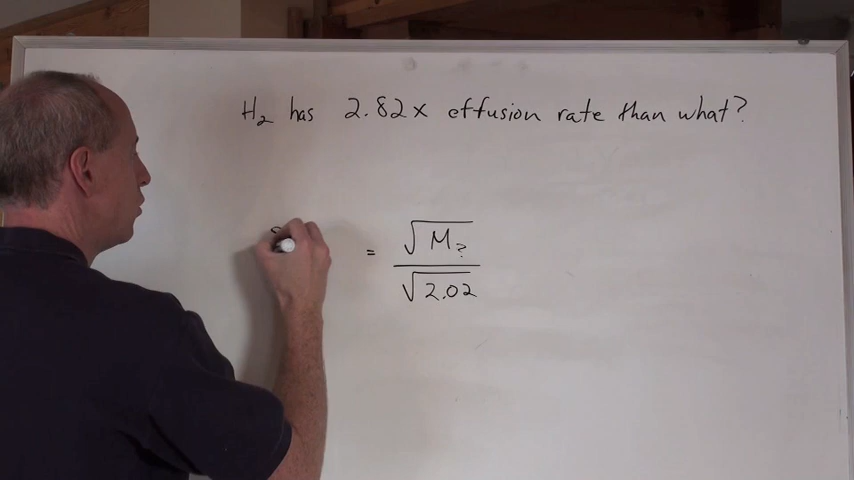 H₂ has 2.82x effusion rate than what?
= √M?
√2.02